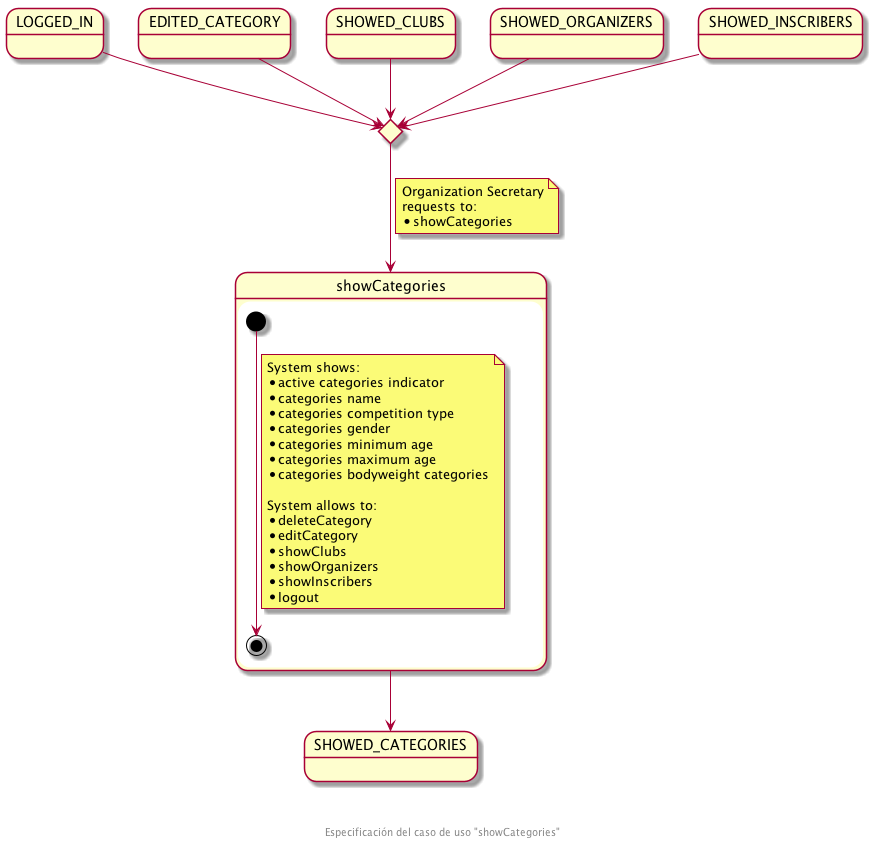 LOGGED_IN
EDITED_CATEGORY
SHOWED_CLUBS
SHOWED_ORGANIZERS
SHOWED_INSCRIBERS
Organization Secretary
requests to:
• showCategories
showCategories
System shows:
• active categories indicator
• categories name
• categories competition type
• categories gender
• categories minimum age
• categories maximum age
• categories bodyweight categories
System allows to:
• deleteCategory
• editCategory
• showClubs
• showOrganizers
• showInscribers
• logout
SHOWED_CATEGORIES
Especificación del caso de uso "showCategories"